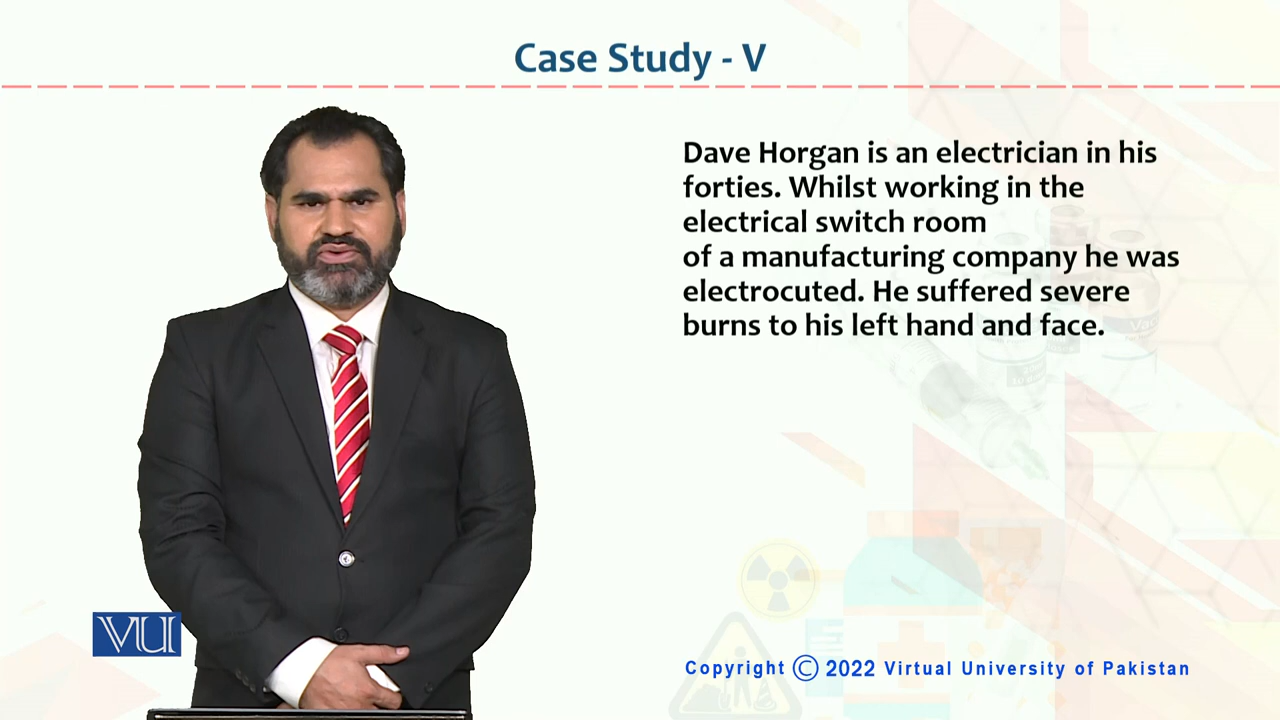 Case Study - V
Dave Horgan is an electrician in his
forties. Whilst working in the
electrical switch room
of a manufacturing company he was
electrocuted. He suffered severe
burns to his left hand and face.
VU
Copyright © 2022 Virtual University of Pakistan